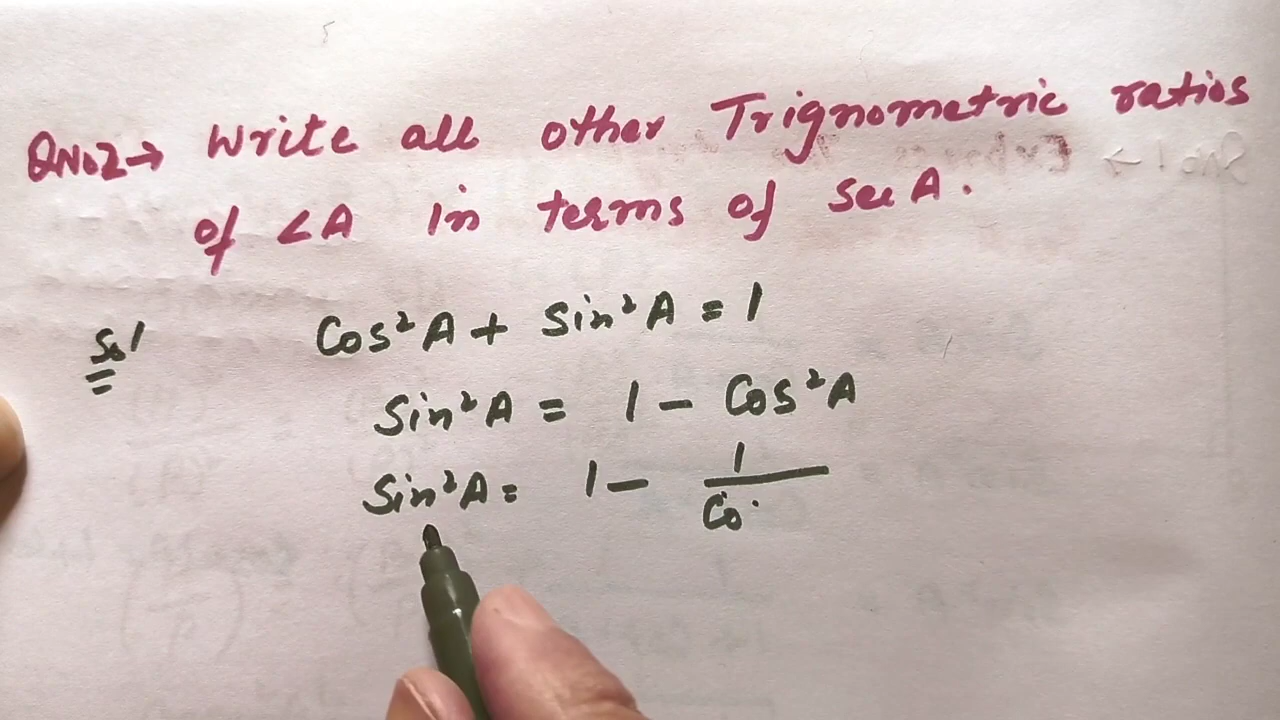 QNo2→ Write all other Trignometric ratios
of ∠A in terms of sec A.
Sol Cos²A + Sin²A = 1
Sin²A = 1 - Cos²A
Sin²A = 1 - 1/Co